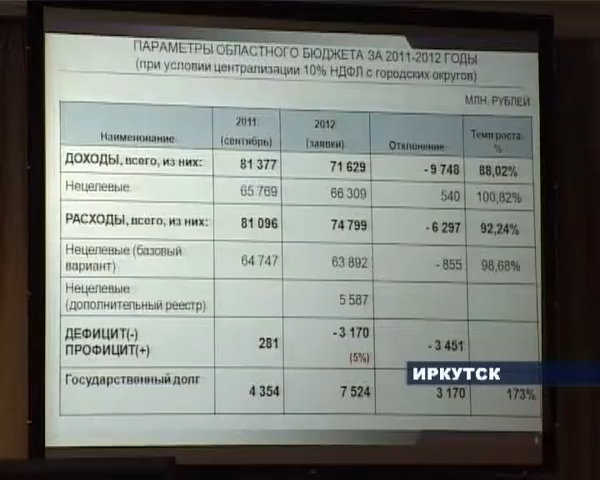 ПАРАМЕТРЫ ОБЛАСТНОГО БЮДЖЕТА ЗА 2011-2012 ГОДЫ
(при условии централизации 10% НДФЛ с городских округов)
МЛН. РУБЛЕЙ
Наименование 2011 (сентябрь) 2012 (заявки) Отклонение Темп роста, %
ДОХОДЫ, всего, из них: 81 377 71 629 - 9 748 88,02%
Нецелевые 65 769 66 309 540 100,82%
РАСХОДЫ, всего, из них: 81 096 74 799 - 6 297 92,24%
Нецелевые (базовый вариант) 64 747 63 892 - 855 98,68%
Нецелевые (дополнительный реестр) 5 587
ДЕФИЦИТ(-) ПРОФИЦИТ(+) 281 - 3 170 (5%) - 3 451
Государственный долг 4 354 7 524 3 170 173%
ИРКУТСК